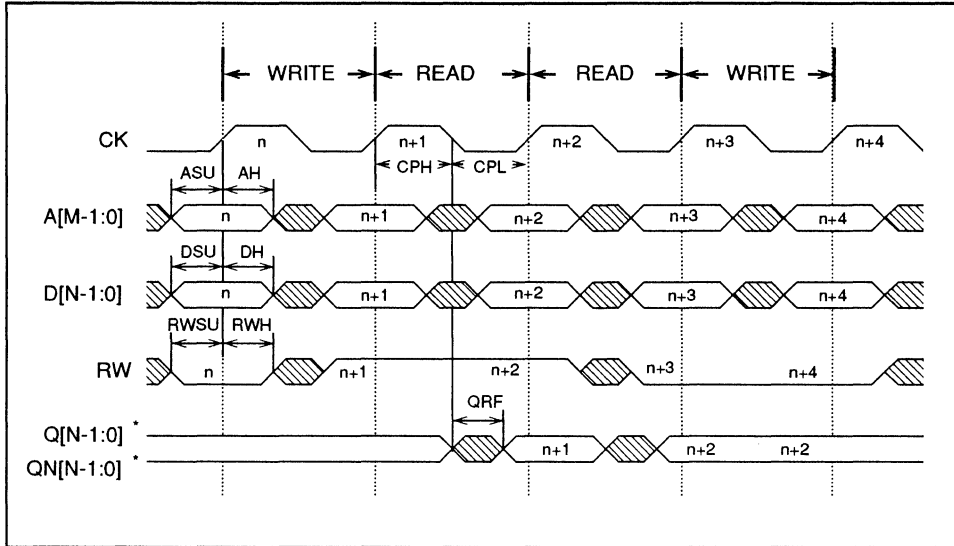 WRITE READ READ WRITE
CK n n+1 n+2 n+3 n+4
CPH CPL
ASU AH
A[M-1:0] n n+1 n+2 n+3 n+4
DSU DH
D[N-1:0] n n+1 n+2 n+3 n+4
RWSU RWH
RW n n+1 n+2 n+3 n+4
QRF
Q[N-1:0] *
QN[N-1:0] * n+1 n+2 n+2